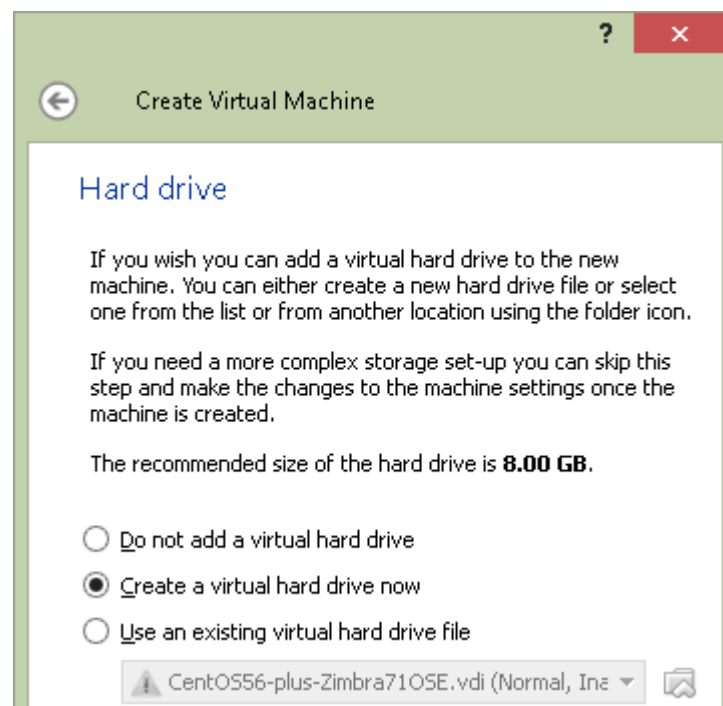 ?
×
Create Virtual Machine
Hard drive
If you wish you can add a virtual hard drive to the new
machine. You can either create a new hard drive file or select
one from the list or from another location using the folder icon.
If you need a more complex storage set-up you can skip this
step and make the changes to the machine settings once the
machine is created.
The recommended size of the hard drive is 8.00 GB.
Do not add a virtual hard drive
Create a virtual hard drive now
Use an existing virtual hard drive file
CentOS56-plus-Zimbra71OSE.vdi (Normal, Ina